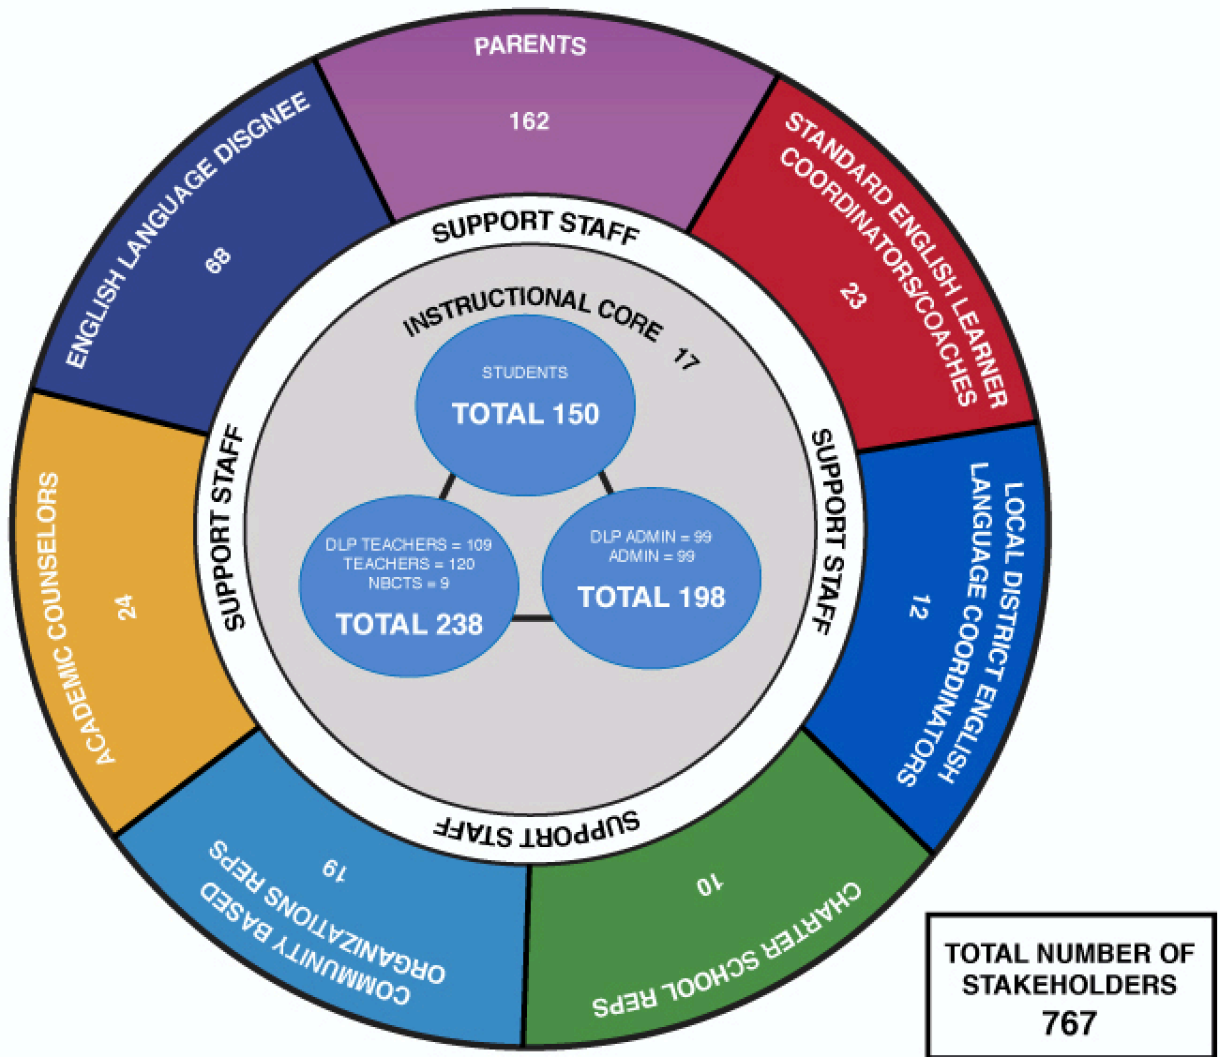 PARENTS
162
STANDARD ENGLISH LEARNER
COORDINATORS/COACHES
23
LOCAL DISTRICT ENGLISH
LANGUAGE COORDINATORS
12
CHARTER SCHOOL REPS
10
COMMUNITY BASED
ORGANIZATIONS REPS
19
ACADEMIC COUNSELORS
24
ENGLISH LANGUAGE DISGNEE
68
SUPPORT STAFF
SUPPORT STAFF
SUPPORT STAFF
SUPPORT STAFF
INSTRUCTIONAL CORE 17
STUDENTS
TOTAL 150
DLP TEACHERS = 109
TEACHERS = 120
NBCTS = 9
TOTAL 238
DLP ADMIN = 99
ADMIN = 99
TOTAL 198
TOTAL NUMBER OF
STAKEHOLDERS
767